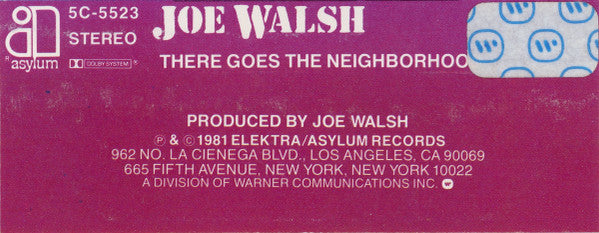 5C-5523
JOE WALSH
STEREO
asylum
DOLBY SYSTEM
THERE GOES THE NEIGHBORHOO
PRODUCED BY JOE WALSH
℗ & © 1981 ELEKTRA/ASYLUM RECORDS
962 NO. LA CIENEGA BLVD., LOS ANGELES, CA 90069
665 FIFTH AVENUE, NEW YORK, NEW YORK 10022
A DIVISION OF WARNER COMMUNICATIONS INC.